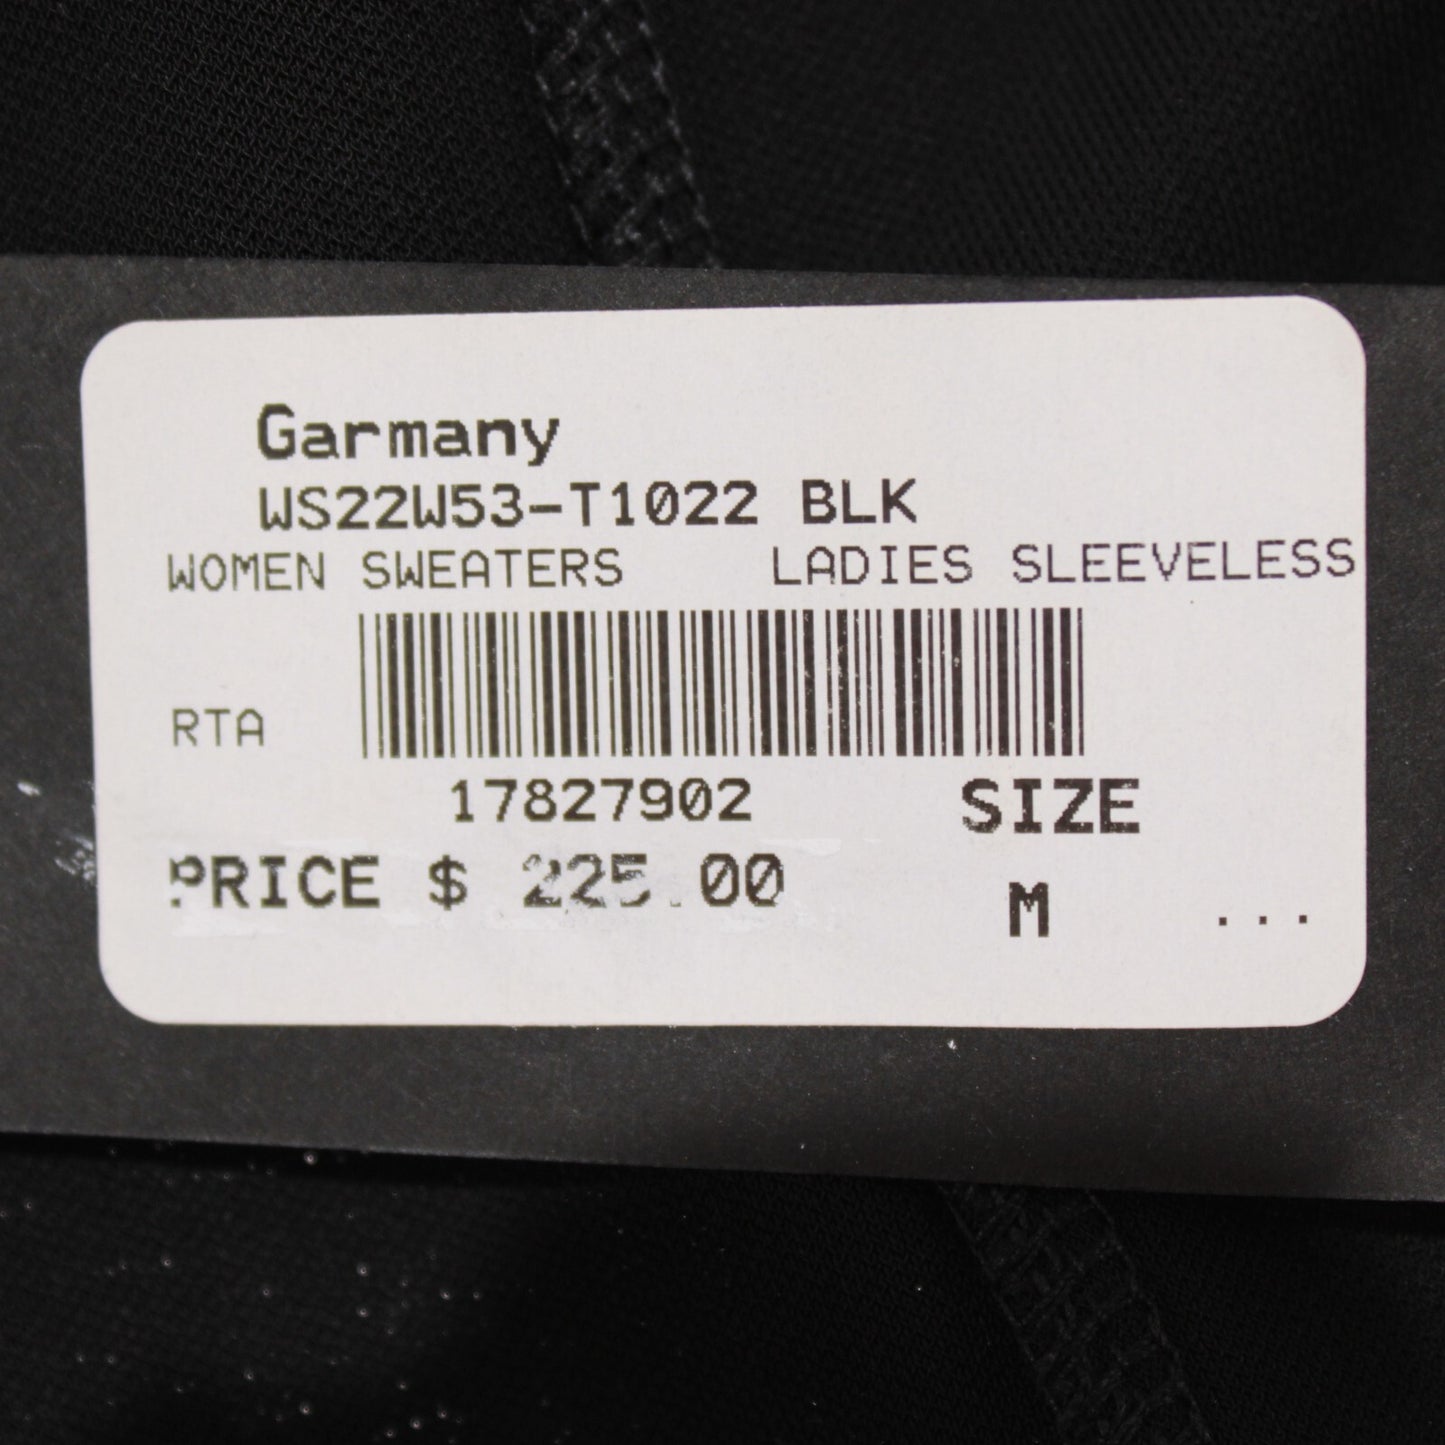 Garmany
WS22W53-T1022 BLK
WOMEN SWEATERS LADIES SLEEVELESS
RTA
17827902 SIZE
PRICE $ 225.00
M ...